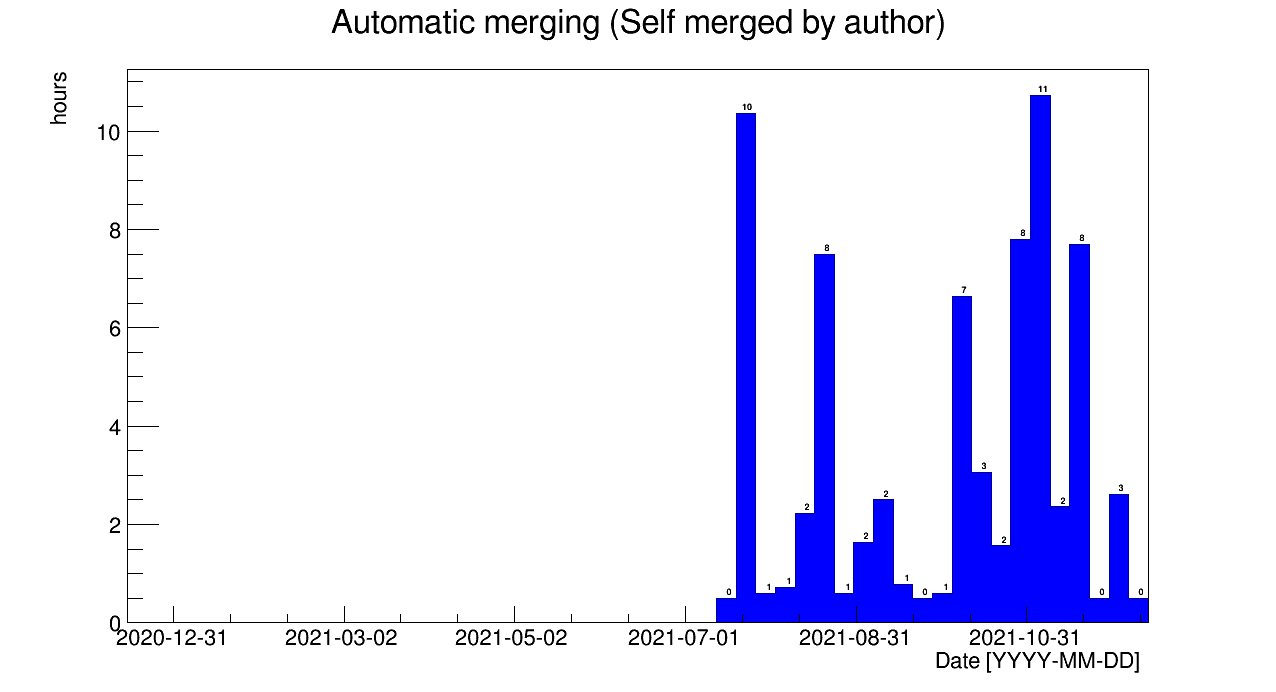 Automatic merging (Self merged by author)
hours
10
8
6
4
2
0
0 10 1 1 2 8 1 2 2 1 0 1 7 3 2 8 11 2 8 0 3 0
2020-12-31 2021-03-02 2021-05-02 2021-07-01 2021-08-31 2021-10-31
Date [YYYY-MM-DD]